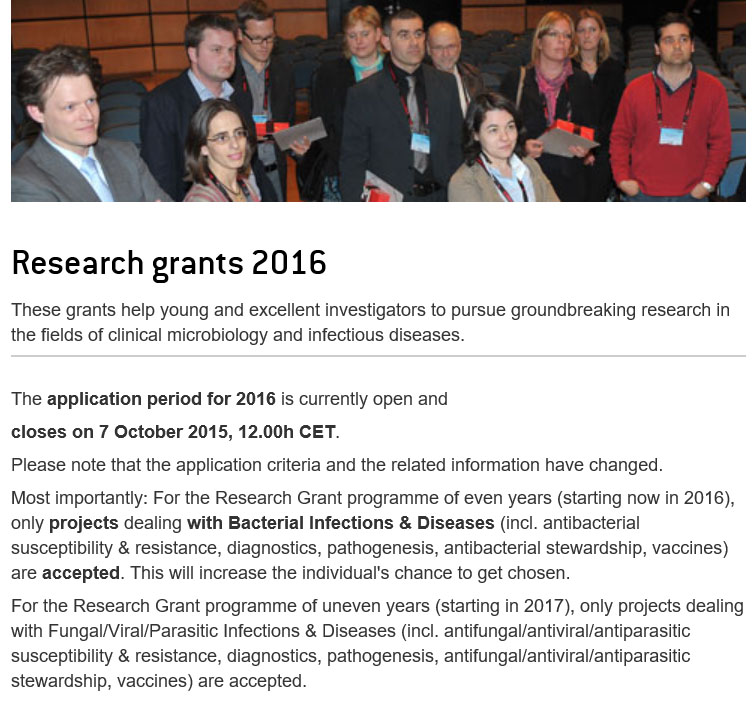 Research grants 2016
These grants help young and excellent investigators to pursue groundbreaking research in
the fields of clinical microbiology and infectious diseases.
The application period for 2016 is currently open and
closes on 7 October 2015, 12.00h CET.
Please note that the application criteria and the related information have changed.
Most importantly: For the Research Grant programme of even years (starting now in 2016),
only projects dealing with Bacterial Infections & Diseases (incl. antibacterial
susceptibility & resistance, diagnostics, pathogenesis, antibacterial stewardship, vaccines)
are accepted. This will increase the individual's chance to get chosen.
For the Research Grant programme of uneven years (starting in 2017), only projects dealing
with Fungal/Viral/Parasitic Infections & Diseases (incl. antifungal/antiviral/antiparasitic
susceptibility & resistance, diagnostics, pathogenesis, antifungal/antiviral/antiparasitic
stewardship, vaccines) are accepted.